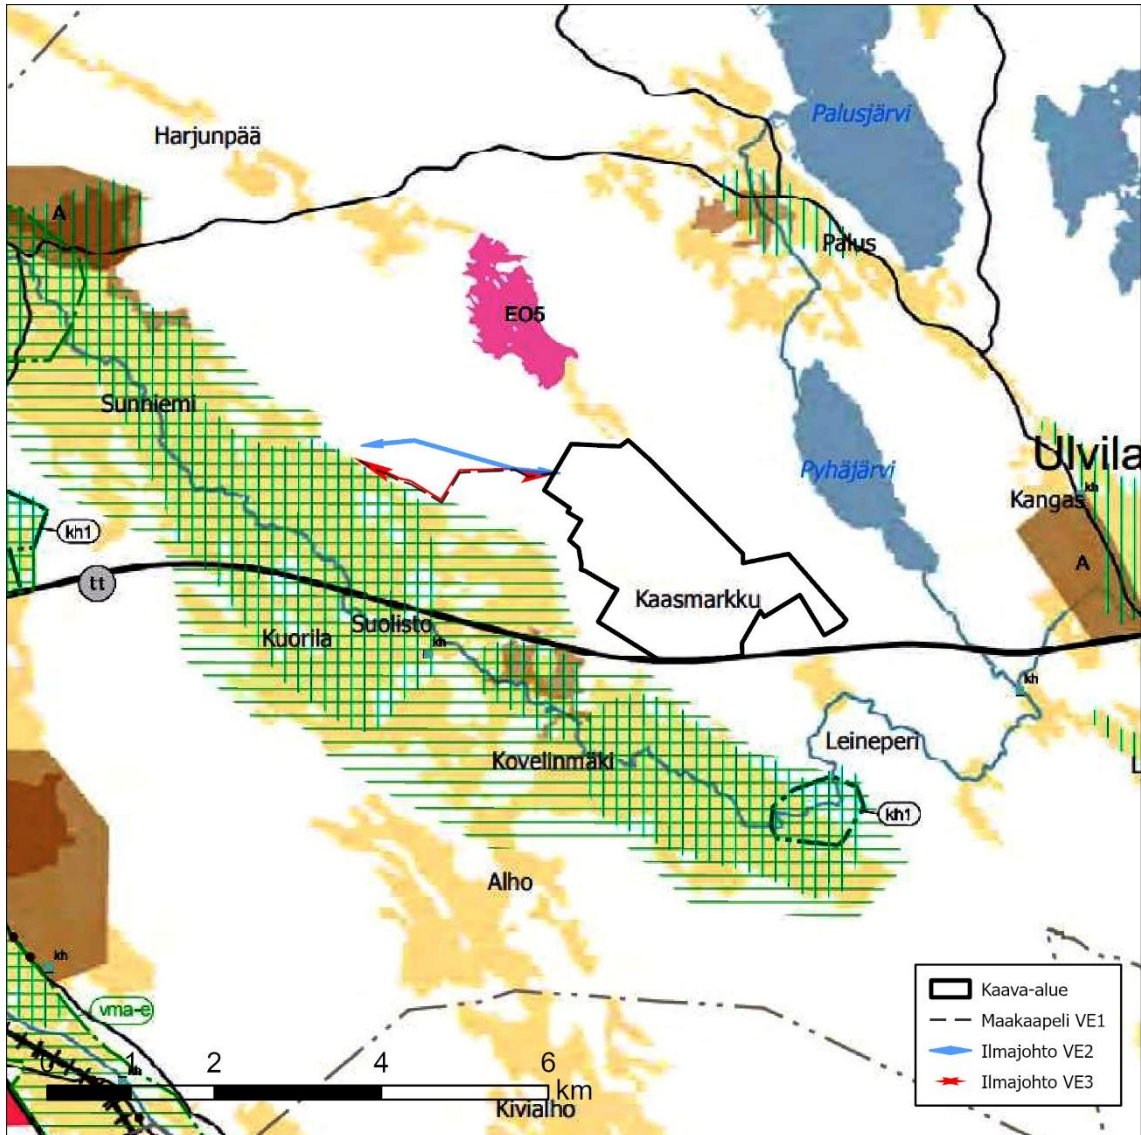 Palusjärvi
Harjunpää
A
Palus
EO5
Sunniemi
Ulvila
Pyhäjärvi
kh
Kangas
kh1
A
tt
Kaasmarkku
Suolisto
Kuorila
kh
kh
Leineperi
Kovelinmäki
L
kh1
Alho
kh
vma-e
Kaava-alue
Maakaapeli VE1
Ilmajohto VE2
Ilmajohto VE3
0 1 2 4 6
km
kh
Kivialho